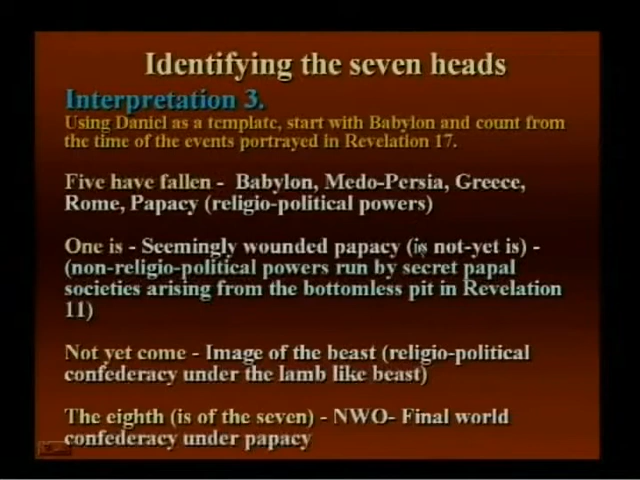 Identifying the seven heads
Interpretation 3.
Using Daniel as a template, start with Babylon and count from
the time of the events portrayed in Revelation 17.
Five have fallen - Babylon, Medo-Persia, Greece,
Rome, Papacy (religio-political powers)
One is - Seemingly wounded papacy (is not-yet is) -
(non-religio-political powers run by secret papal
societies arising from the bottomless pit in Revelation
11)
Not yet come - Image of the beast (religio-political
confederacy under the lamb like beast)
The eighth (is of the seven) - NWO- Final world
confederacy under papacy